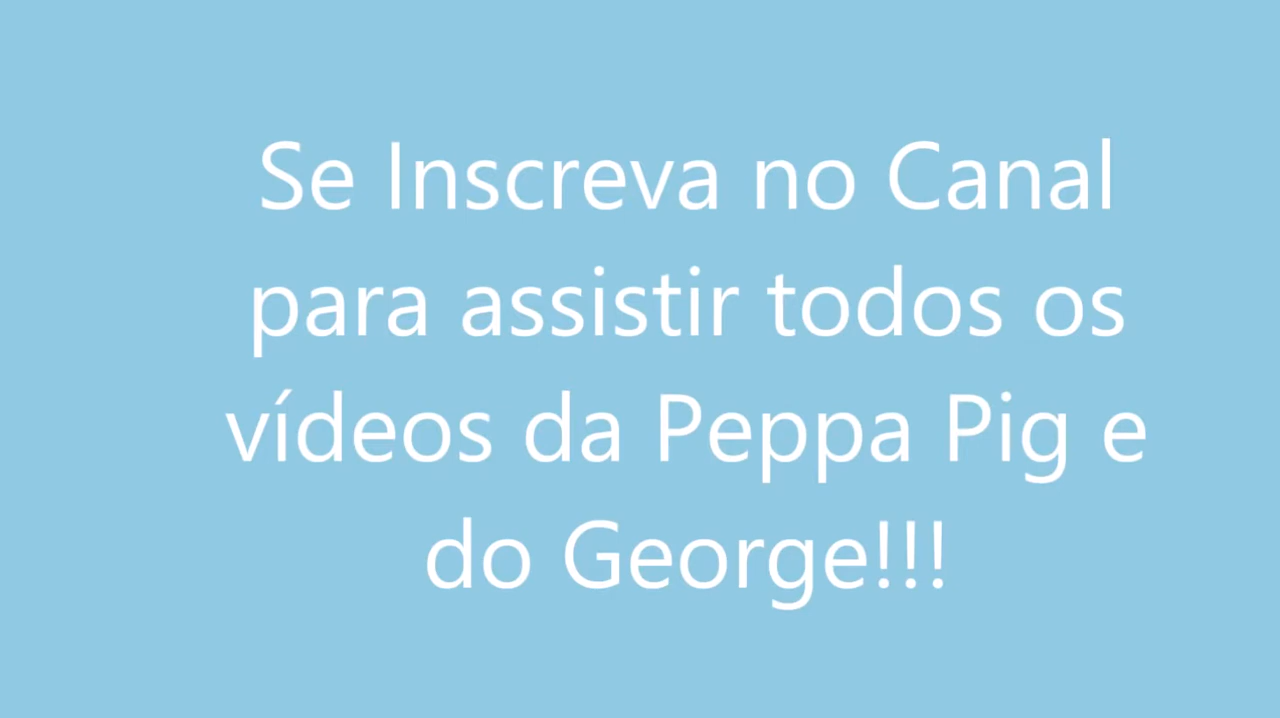 Se Inscreva no Canal
para assistir todos os
vídeos da Peppa Pig e
do George!!!